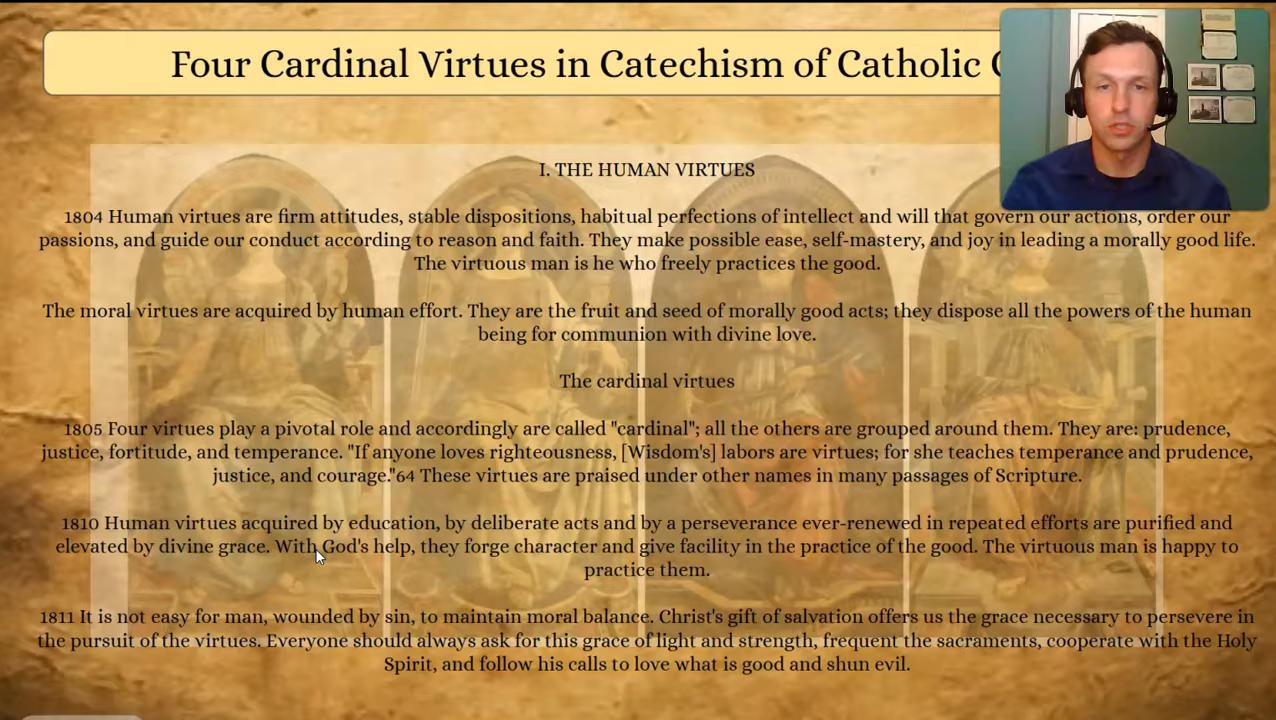 Four Cardinal Virtues in Catechism of Catholic
I. THE HUMAN VIRTUES
1804 Human virtues are firm attitudes, stable dispositions, habitual perfections of intellect and will that govern our actions, order our
passions, and guide our conduct according to reason and faith. They make possible ease, self-mastery, and joy in leading a morally good life.
The virtuous man is he who freely practices the good.
The moral virtues are acquired by human effort. They are the fruit and seed of morally good acts; they dispose all the powers of the human
being for communion with divine love.
The cardinal virtues
1805 Four virtues play a pivotal role and accordingly are called "cardinal"; all the others are grouped around them. They are: prudence,
justice, fortitude, and temperance. "If anyone loves righteousness, [Wisdom's] labors are virtues; for she teaches temperance and prudence,
justice, and courage."64 These virtues are praised under other names in many passages of Scripture.
1810 Human virtues acquired by education, by deliberate acts and by a perseverance ever-renewed in repeated efforts are purified and
elevated by divine grace. With God's help, they forge character and give facility in the practice of the good. The virtuous man is happy to
practice them.
1811 It is not easy for man, wounded by sin, to maintain moral balance. Christ's gift of salvation offers us the grace necessary to persevere in
the pursuit of the virtues. Everyone should always ask for this grace of light and strength, frequent the sacraments, cooperate with the Holy
Spirit, and follow his calls to love what is good and shun evil.